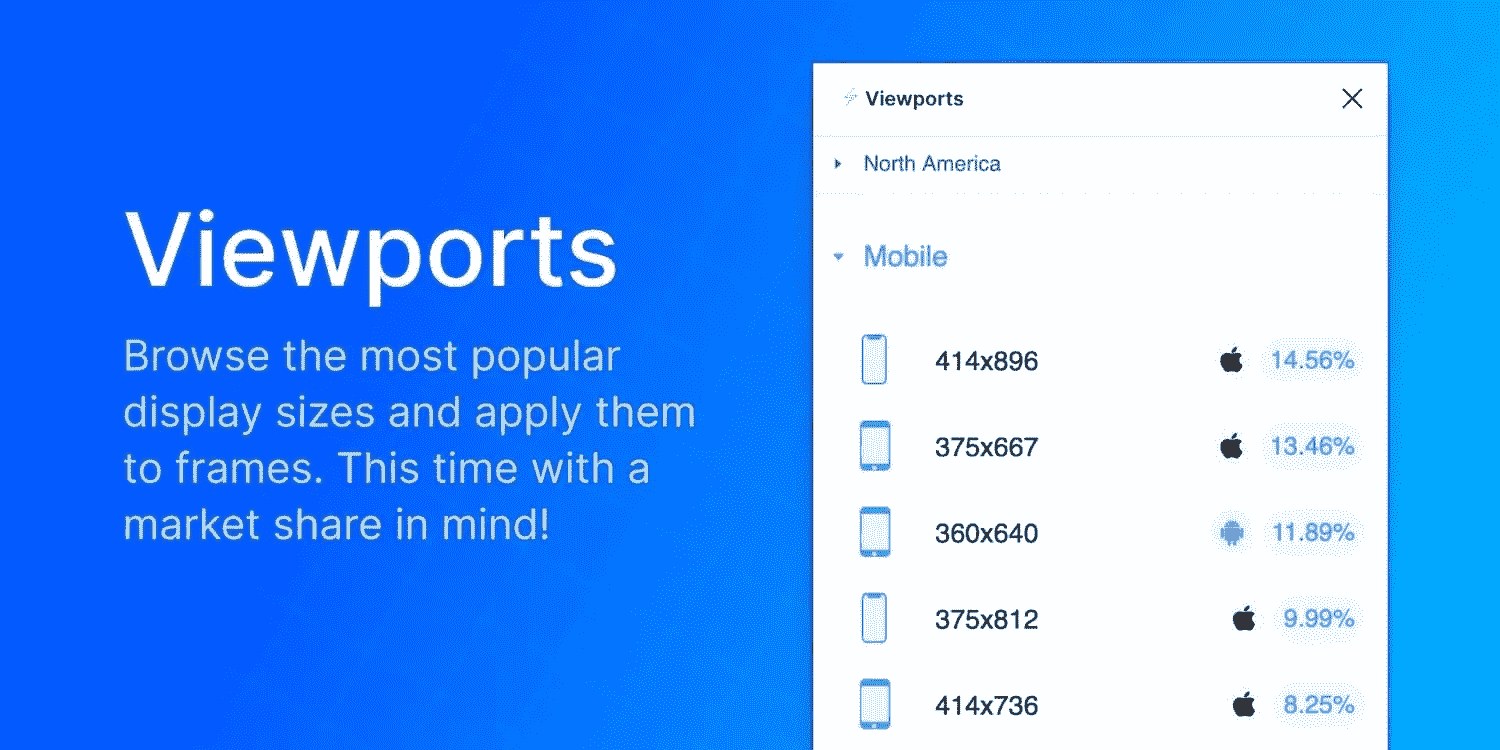 Viewports
Browse the most popular
display sizes and apply them
to frames. This time with a
market share in mind!
Viewports
North America
Mobile
414x896 14.56%
375x667 13.46%
360x640 11.89%
375x812 9.99%
414x736 8.25%